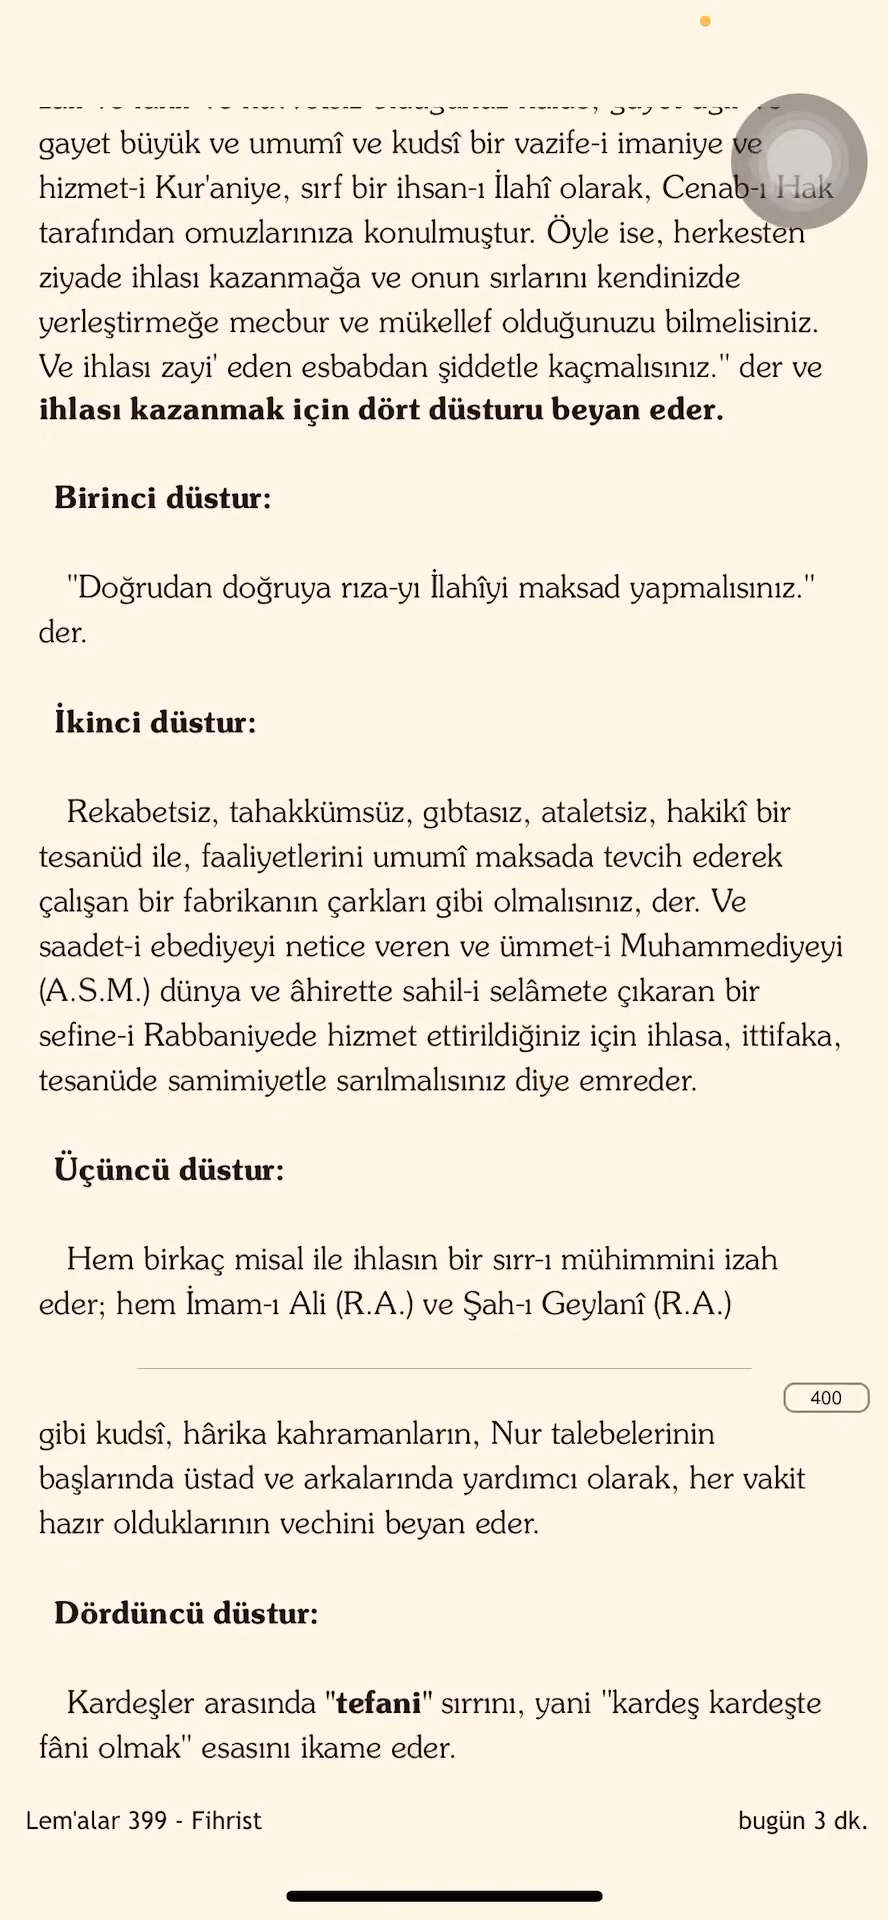 gayet büyük ve umumî ve kudsî bir vazife-i imaniye ve
hizmet-i Kur'aniye, sırf bir ihsan-ı İlahî olarak, Cenab-ı Hak
tarafından omuzlarınıza konulmuştur. Öyle ise, herkesten
ziyade ihlası kazanmağa ve onun sırlarını kendinizde
yerleştirmeğe mecbur ve mükellef olduğunuzu bilmelisiniz.
Ve ihlası zayi' eden esbabdan şiddetle kaçmalısınız." der ve
ihlası kazanmak için dört düsturu beyan eder.
Birinci düstur:
"Doğrudan doğruya rıza-yı İlahîyi maksad yapmalısınız."
der.
İkinci düstur:
Rekabetsiz, tahakkümsüz, gıbtasız, ataletsiz, hakikî bir
tesanüd ile, faaliyetlerini umumî maksada tevcih ederek
çalışan bir fabrikanın çarkları gibi olmalısınız, der. Ve
saadet-i ebediyeyi netice veren ve ümmet-i Muhammediyeyi
(A.S.M.) dünya ve âhirette sahil-i selâmete çıkaran bir
sefine-i Rabbaniyede hizmet ettirildiğiniz için ihlasa, ittifaka,
tesanüde samimiyetle sarılmalısınız diye emreder.
Üçüncü düstur:
Hem birkaç misal ile ihlasın bir sırr-ı mühimmini izah
eder; hem İmam-ı Ali (R.A.) ve Şah-ı Geylanî (R.A.)
400
gibi kudsî, hârika kahramanların, Nur talebelerinin
başlarında üstad ve arkalarında yardımcı olarak, her vakit
hazır olduklarının vechini beyan eder.
Dördüncü düstur:
Kardeşler arasında "tefani" sırrını, yani "kardeş kardeşte
fâni olmak" esasını ikame eder.
Lem'alar 399 - Fihrist
bugün 3 dk.